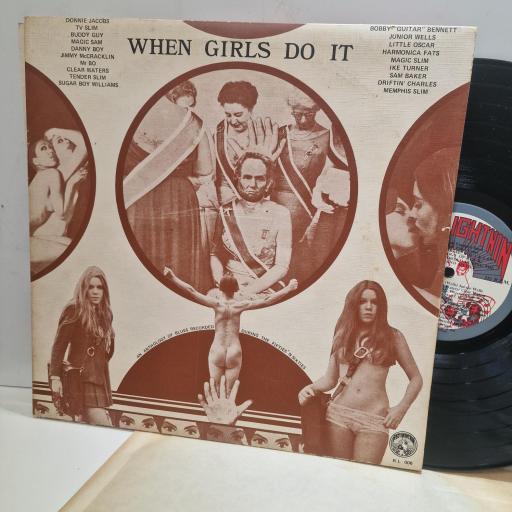 DONNIE JACOBS
TV SLIM
BUDDY GUY
MAGIC SAM
DANNY BOY
JIMMY McCRACKLIN
Mr BO
CLEAR WATERS
TENDER SLIM
SUGAR BOY WILLIAMS
WHEN GIRLS DO IT
BOBBY "GUITAR" BENNETT
JUNIOR WELLS
LITTLE OSCAR
HARMONICA FATS
MAGIC SLIM
IKE TURNER
SAM BAKER
DRIFTIN' CHARLES
MEMPHIS SLIM
AN ANTHOLOGY OF BLUES RECORDED DURING THE FIFTIES & SIXTIES
R.L. 006